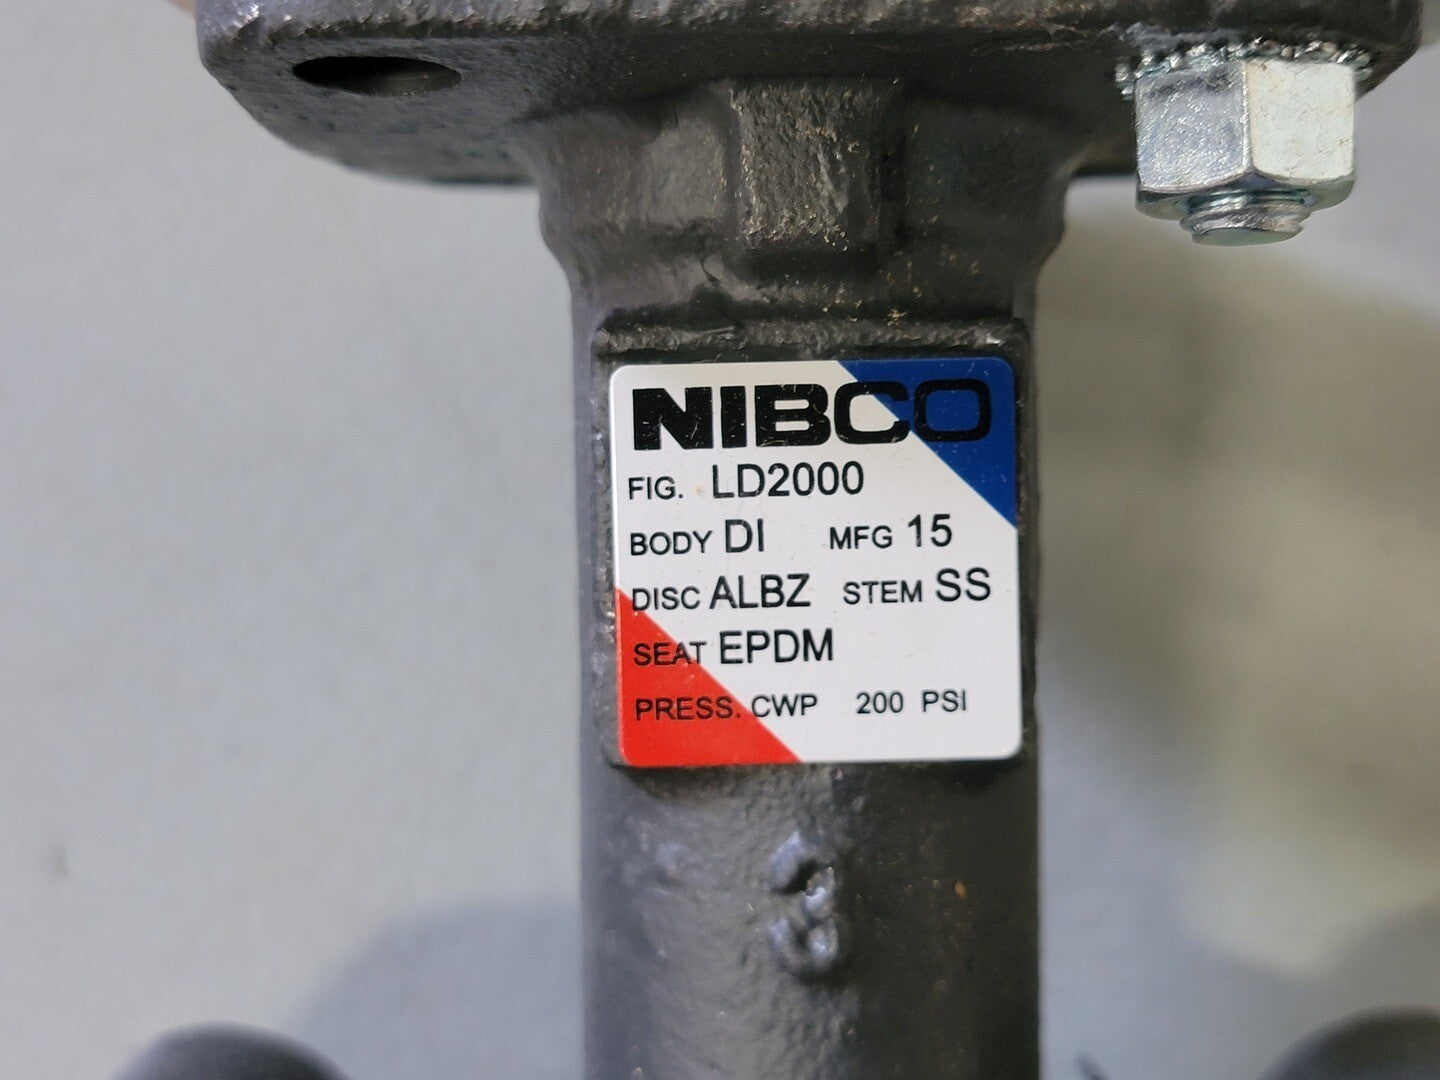 NIBCO
FIG. LD2000
BODY DI MFG 15
DISC ALBZ STEM SS
SEAT EPDM
PRESS. CWP 200 PSI